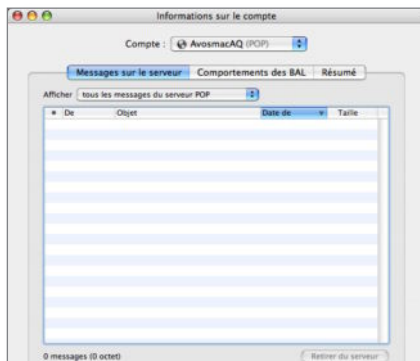 Informations sur le compte
Compte : AvosmacAQ (POP)
Messages sur le serveur Comportements des BAL Résumé
Afficher tous les messages du serveur POP
• De Objet Date de Taille
0 messages (0 octet) Retirer du serveur